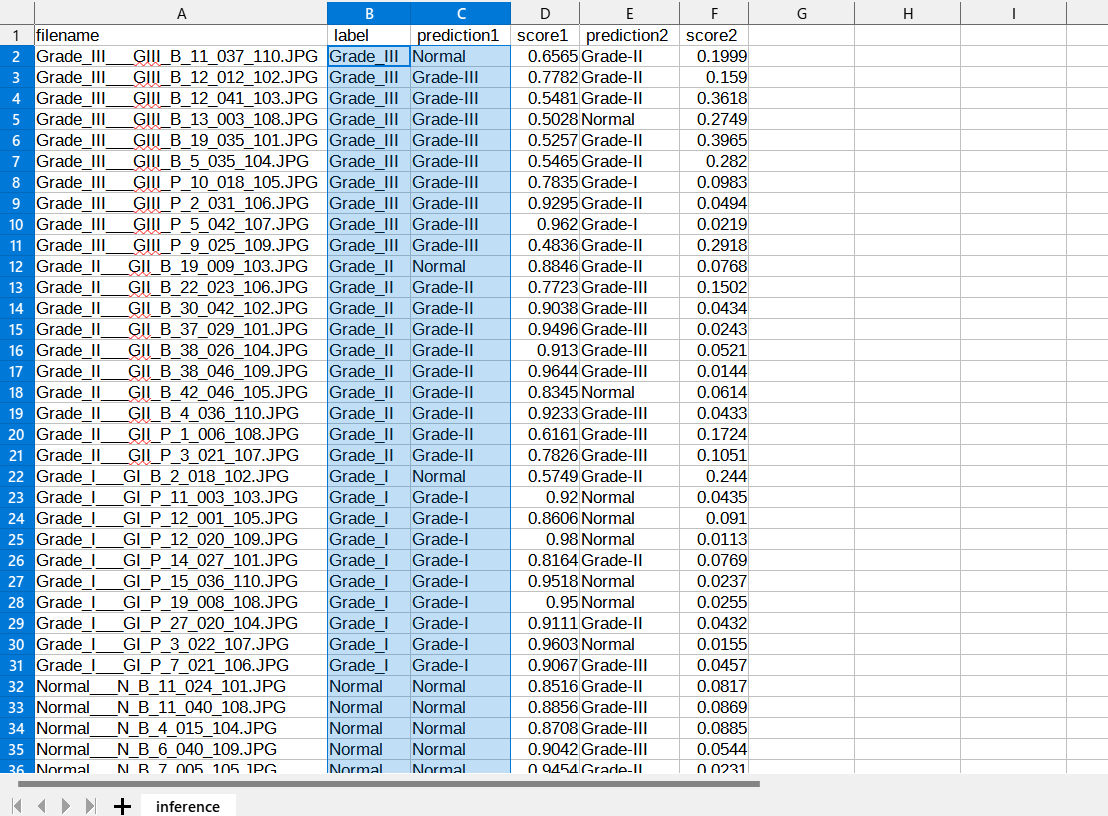 A B C D E F G H I
1 filename label prediction1 score1 prediction2 score2
2 Grade_III___GIII_B_11_037_110.JPG Grade_III Normal 0.6565 Grade-II 0.1999
3 Grade_III___GIII_B_12_012_102.JPG Grade_III Grade-III 0.7782 Grade-II 0.159
4 Grade_III___GIII_B_12_041_103.JPG Grade_III Grade-III 0.5481 Grade-II 0.3618
5 Grade_III___GIII_B_13_003_108.JPG Grade_III Grade-III 0.5028 Normal 0.2749
6 Grade_III___GIII_B_19_035_101.JPG Grade_III Grade-III 0.5257 Grade-II 0.3965
7 Grade_III___GIII_B_5_035_104.JPG Grade_III Grade-III 0.5465 Grade-II 0.282
8 Grade_III___GIII_P_10_018_105.JPG Grade_III Grade-III 0.7835 Grade-I 0.0983
9 Grade_III___GIII_P_2_031_106.JPG Grade_III Grade-III 0.9295 Grade-II 0.0494
10 Grade_III___GIII_P_5_042_107.JPG Grade_III Grade-III 0.962 Grade-I 0.0219
11 Grade_III___GIII_P_9_025_109.JPG Grade_III Grade-III 0.4836 Grade-II 0.2918
12 Grade_II___GII_B_19_009_103.JPG Grade_II Normal 0.8846 Grade-II 0.0768
13 Grade_II___GII_B_22_023_106.JPG Grade_II Grade-II 0.7723 Grade-III 0.1502
14 Grade_II___GII_B_30_042_102.JPG Grade_II Grade-II 0.9038 Grade-III 0.0434
15 Grade_II___GII_B_37_029_101.JPG Grade_II Grade-II 0.9496 Grade-III 0.0243
16 Grade_II___GII_B_38_026_104.JPG Grade_II Grade-II 0.913 Grade-III 0.0521
17 Grade_II___GII_B_38_046_109.JPG Grade_II Grade-II 0.9644 Grade-III 0.0144
18 Grade_II___GII_B_42_046_105.JPG Grade_II Grade-II 0.8345 Normal 0.0614
19 Grade_II___GII_B_4_036_110.JPG Grade_II Grade-II 0.9233 Grade-III 0.0433
20 Grade_II___GII_P_1_006_108.JPG Grade_II Grade-II 0.6161 Grade-III 0.1724
21 Grade_II___GII_P_3_021_107.JPG Grade_II Grade-II 0.7826 Grade-III 0.1051
22 Grade_I___GI_B_2_018_102.JPG Grade_I Normal 0.5749 Grade-II 0.244
23 Grade_I___GI_P_11_003_103.JPG Grade_I Grade-I 0.92 Normal 0.0435
24 Grade_I___GI_P_12_001_105.JPG Grade_I Grade-I 0.8606 Normal 0.091
25 Grade_I___GI_P_12_020_109.JPG Grade_I Grade-I 0.98 Normal 0.0113
26 Grade_I___GI_P_14_027_101.JPG Grade_I Grade-I 0.8164 Grade-II 0.0769
27 Grade_I___GI_P_15_036_110.JPG Grade_I Grade-I 0.9518 Normal 0.0237
28 Grade_I___GI_P_19_008_108.JPG Grade_I Grade-I 0.95 Normal 0.0255
29 Grade_I___GI_P_27_020_104.JPG Grade_I Grade-I 0.9111 Grade-II 0.0432
30 Grade_I___GI_P_3_022_107.JPG Grade_I Grade-I 0.9603 Normal 0.0155
31 Grade_I___GI_P_7_021_106.JPG Grade_I Grade-I 0.9067 Grade-III 0.0457
32 Normal___N_B_11_024_101.JPG Normal Normal 0.8516 Grade-II 0.0817
33 Normal___N_B_11_040_108.JPG Normal Normal 0.8856 Grade-III 0.0869
34 Normal___N_B_4_015_104.JPG Normal Normal 0.8708 Grade-III 0.0885
35 Normal___N_B_6_040_109.JPG Normal Normal 0.9042 Grade-III 0.0544
36 Normal___N_B_7_005_105.JPG Normal Normal 0.9454 Grade-II 0.0231
inference